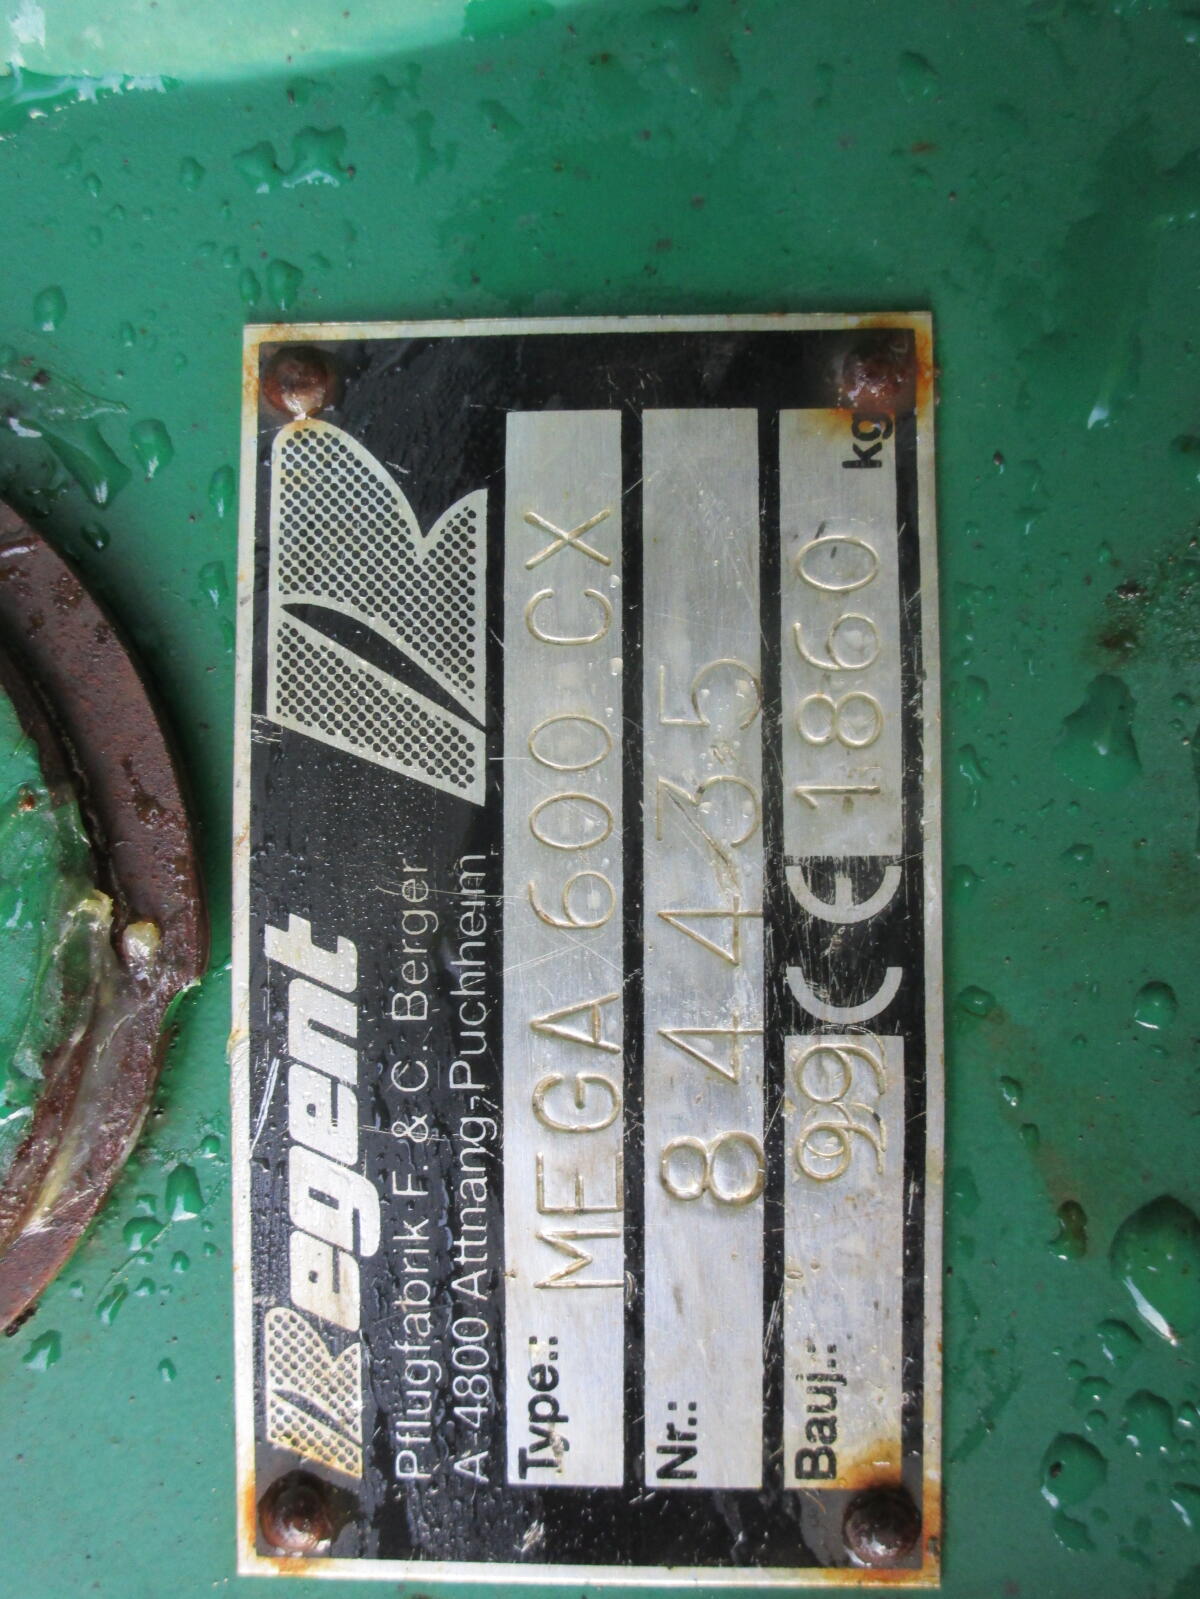 Regent
Pflugfabrik F. & C. Berger
A-4800 Attnang-Puchheim
Type.: MEGA 600 CX
Nr.: 84435
Bauj.: 99 CE 1860 kg